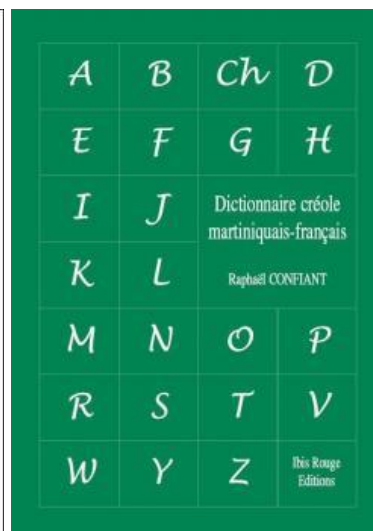 A B Ch D
E F G H
I J
Dictionnaire créole
martiniquais-français
K L
Raphaël CONFIANT
M N O P
R S T V
W Y Z
Ibis Rouge
Editions